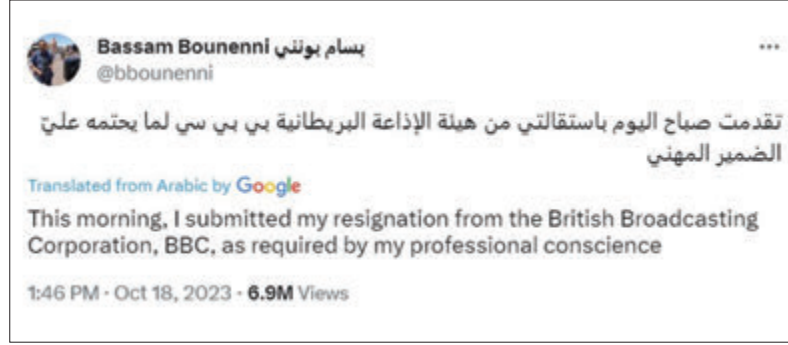 Bassam Bounenni بسام بونني
@bbounenni
تقدمت صباح اليوم باستقالتي من هيئة الإذاعة البريطانية بي بي سي لما يحتمه عليّ
الضمير المهني
Translated from Arabic by Google
This morning, I submitted my resignation from the British Broadcasting
Corporation, BBC, as required by my professional conscience
1:46 PM · Oct 18, 2023 · 6.9M Views